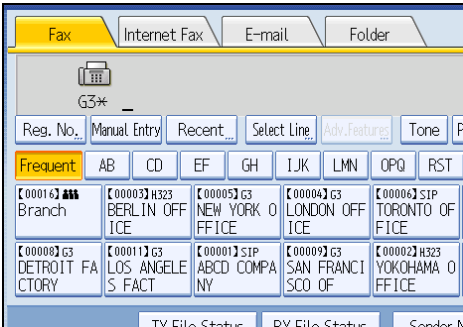 Fax Internet Fax E-mail Folder
G3* _
Reg. No. Manual Entry Recent Select Line Adv.Features Tone P
Frequent AB CD EF GH IJK LMN OPQ RST
【00016】 【00003】H323 【00005】G3 【00004】G3 【00006】SIP
Branch BERLIN OFF NEW YORK O LONDON OFF TORONTO OF
ICE FFICE ICE FICE
【00008】G3 【00011】G3 【00001】SIP 【00009】G3 【00002】H323
DETROIT FA LOS ANGELE ABCD COMPA SAN FRANCI YOKOHAMA O
CTORY S FACT NY SCO OF FFICE
TX File Status RX File Status Sender N